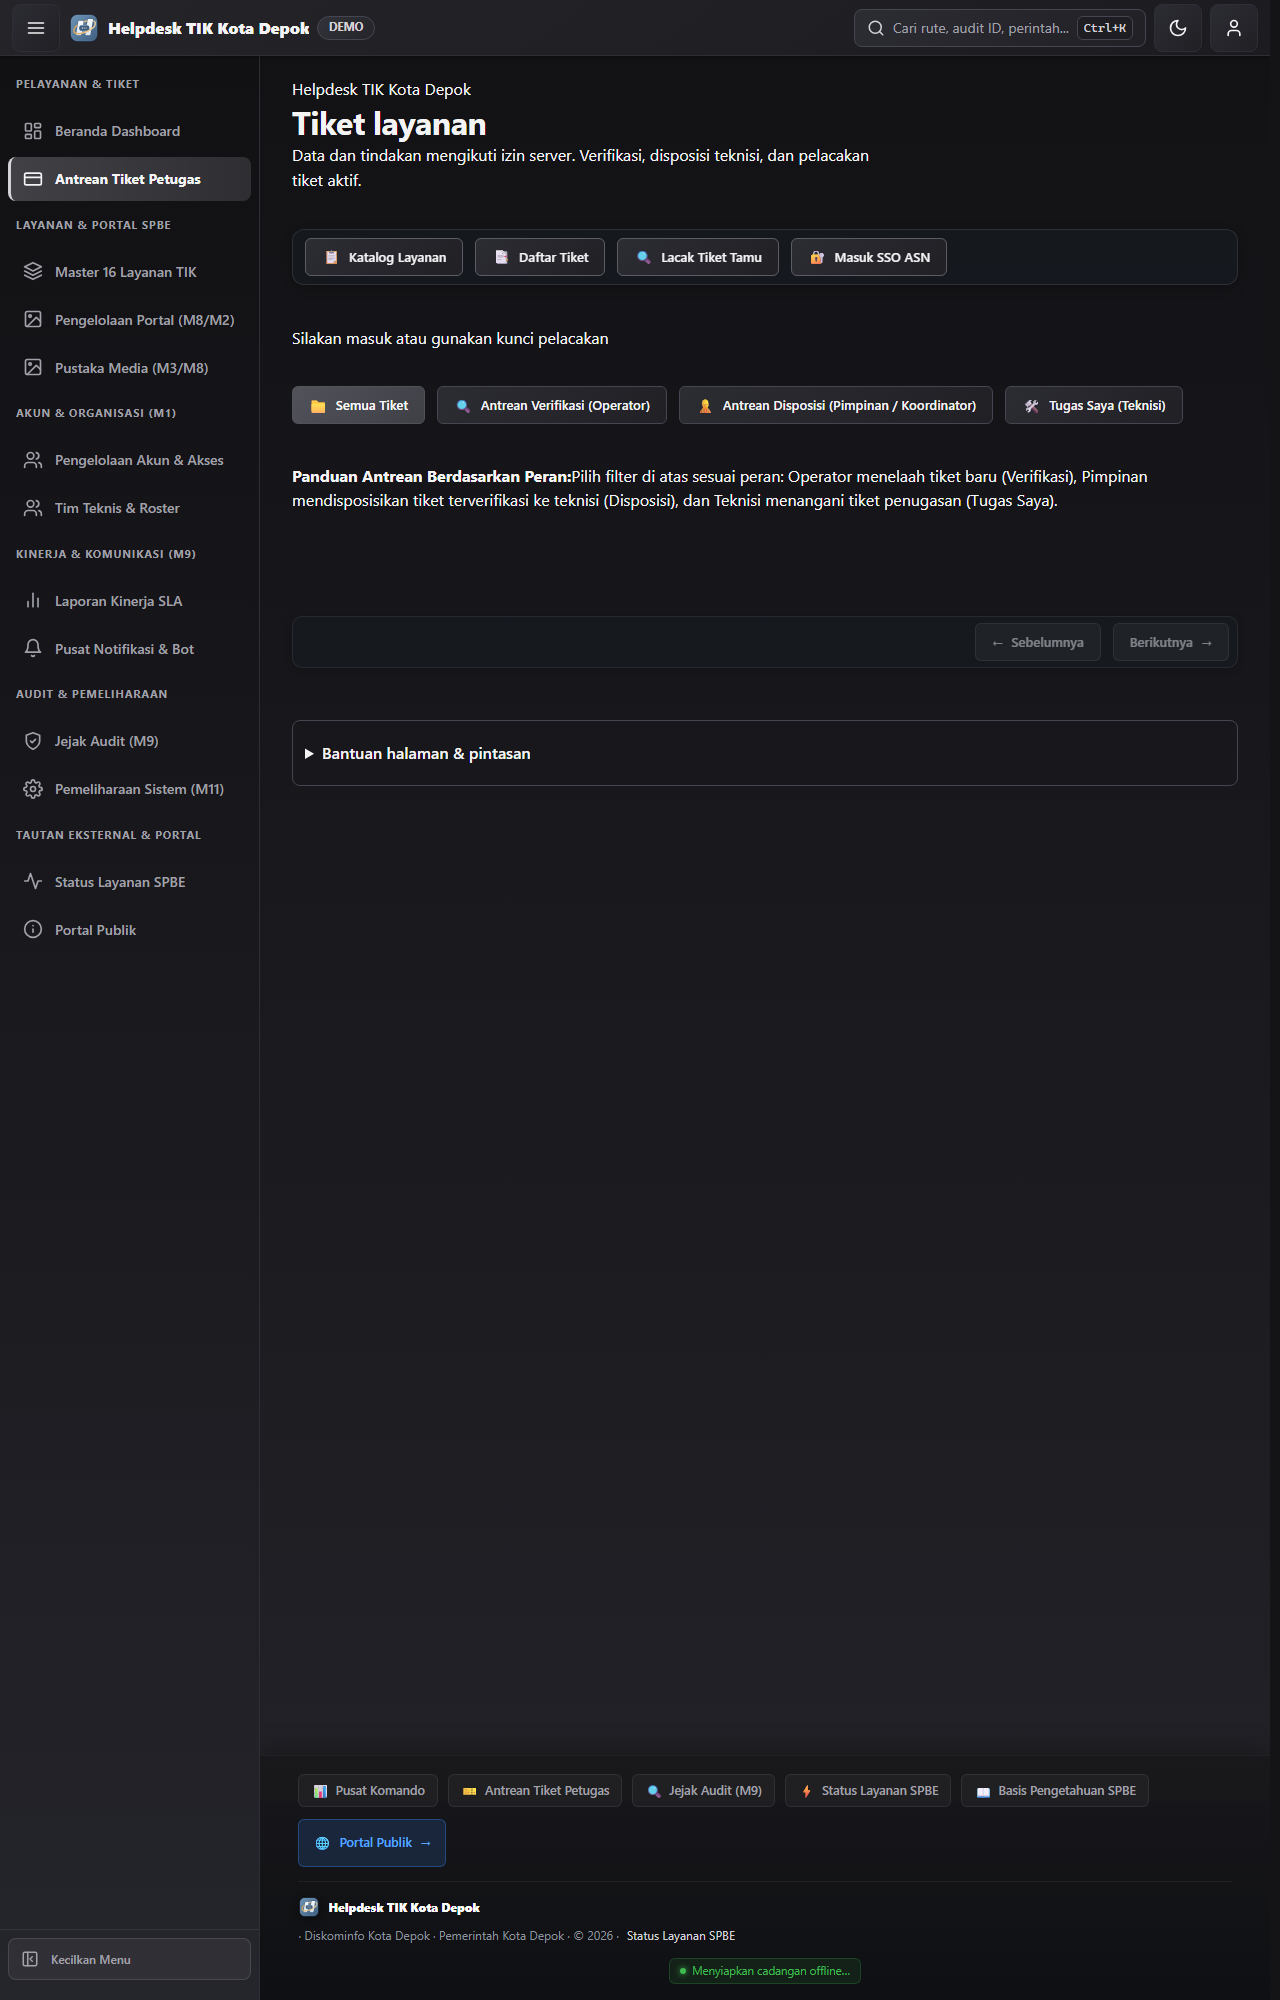 Helpdesk TIK Kota Depok DEMO
Cari rute, audit ID, perintah... Ctrl+K
PELAYANAN & TIKET
Beranda Dashboard
Antrean Tiket Petugas
LAYANAN & PORTAL SPBE
Master 16 Layanan TIK
Pengelolaan Portal (M8/M2)
Pustaka Media (M3/M8)
AKUN & ORGANISASI (M1)
Pengelolaan Akun & Akses
Tim Teknis & Roster
KINERJA & KOMUNIKASI (M9)
Laporan Kinerja SLA
Pusat Notifikasi & Bot
AUDIT & PEMELIHARAAN
Jejak Audit (M9)
Pemeliharaan Sistem (M11)
TAUTAN EKSTERNAL & PORTAL
Status Layanan SPBE
Portal Publik
Kecilkan Menu
Helpdesk TIK Kota Depok
Tiket layanan
Data dan tindakan mengikuti izin server. Verifikasi, disposisi teknisi, dan pelacakan
tiket aktif.
Katalog Layanan
Daftar Tiket
Lacak Tiket Tamu
Masuk SSO ASN
Silakan masuk atau gunakan kunci pelacakan
Semua Tiket
Antrean Verifikasi (Operator)
Antrean Disposisi (Pimpinan / Koordinator)
Tugas Saya (Teknisi)
Panduan Antrean Berdasarkan Peran:Pilih filter di atas sesuai peran: Operator menelaah tiket baru (Verifikasi), Pimpinan
mendisposisikan tiket terverifikasi ke teknisi (Disposisi), dan Teknisi menangani tiket penugasan (Tugas Saya).
← Sebelumnya
Berikutnya →
Bantuan halaman & pintasan
Pusat Komando
Antrean Tiket Petugas
Jejak Audit (M9)
Status Layanan SPBE
Basis Pengetahuan SPBE
Portal Publik →
Helpdesk TIK Kota Depok
· Diskominfo Kota Depok · Pemerintah Kota Depok · © 2026 · Status Layanan SPBE
Menyiapkan cadangan offline...